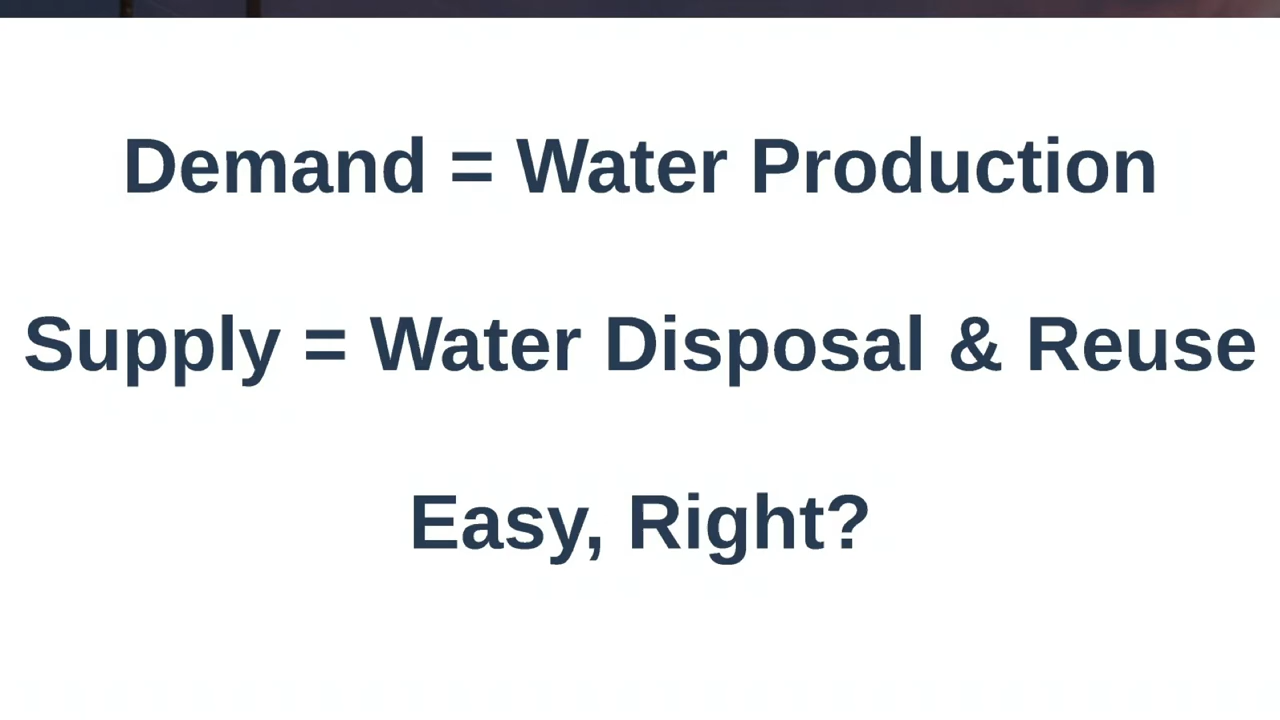 Demand = Water Production
Supply = Water Disposal & Reuse
Easy, Right?